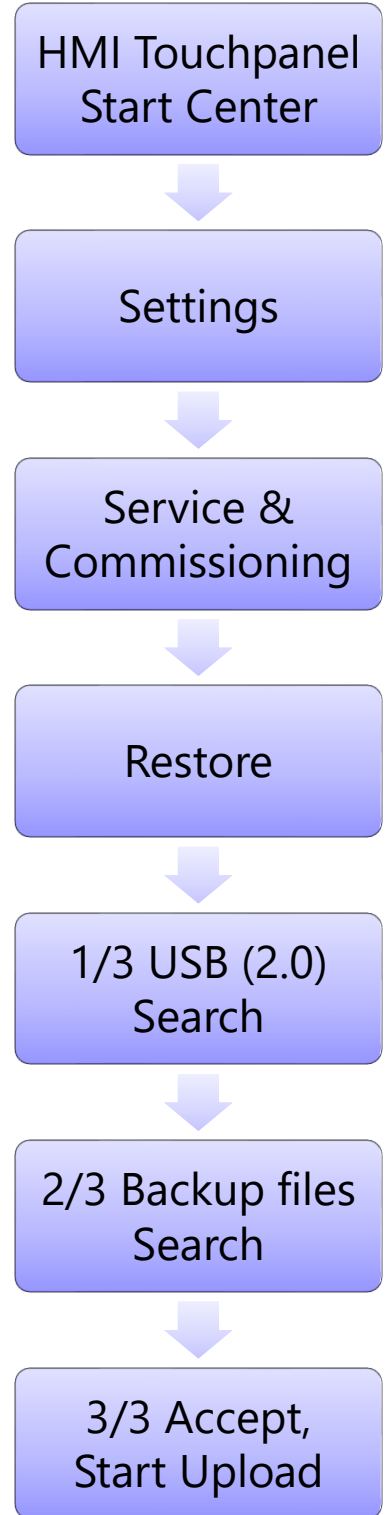 HMI Touchpanel
Start Center
Settings
Service &
Commissioning
Restore
1/3 USB (2.0)
Search
2/3 Backup files
Search
3/3 Accept,
Start Upload